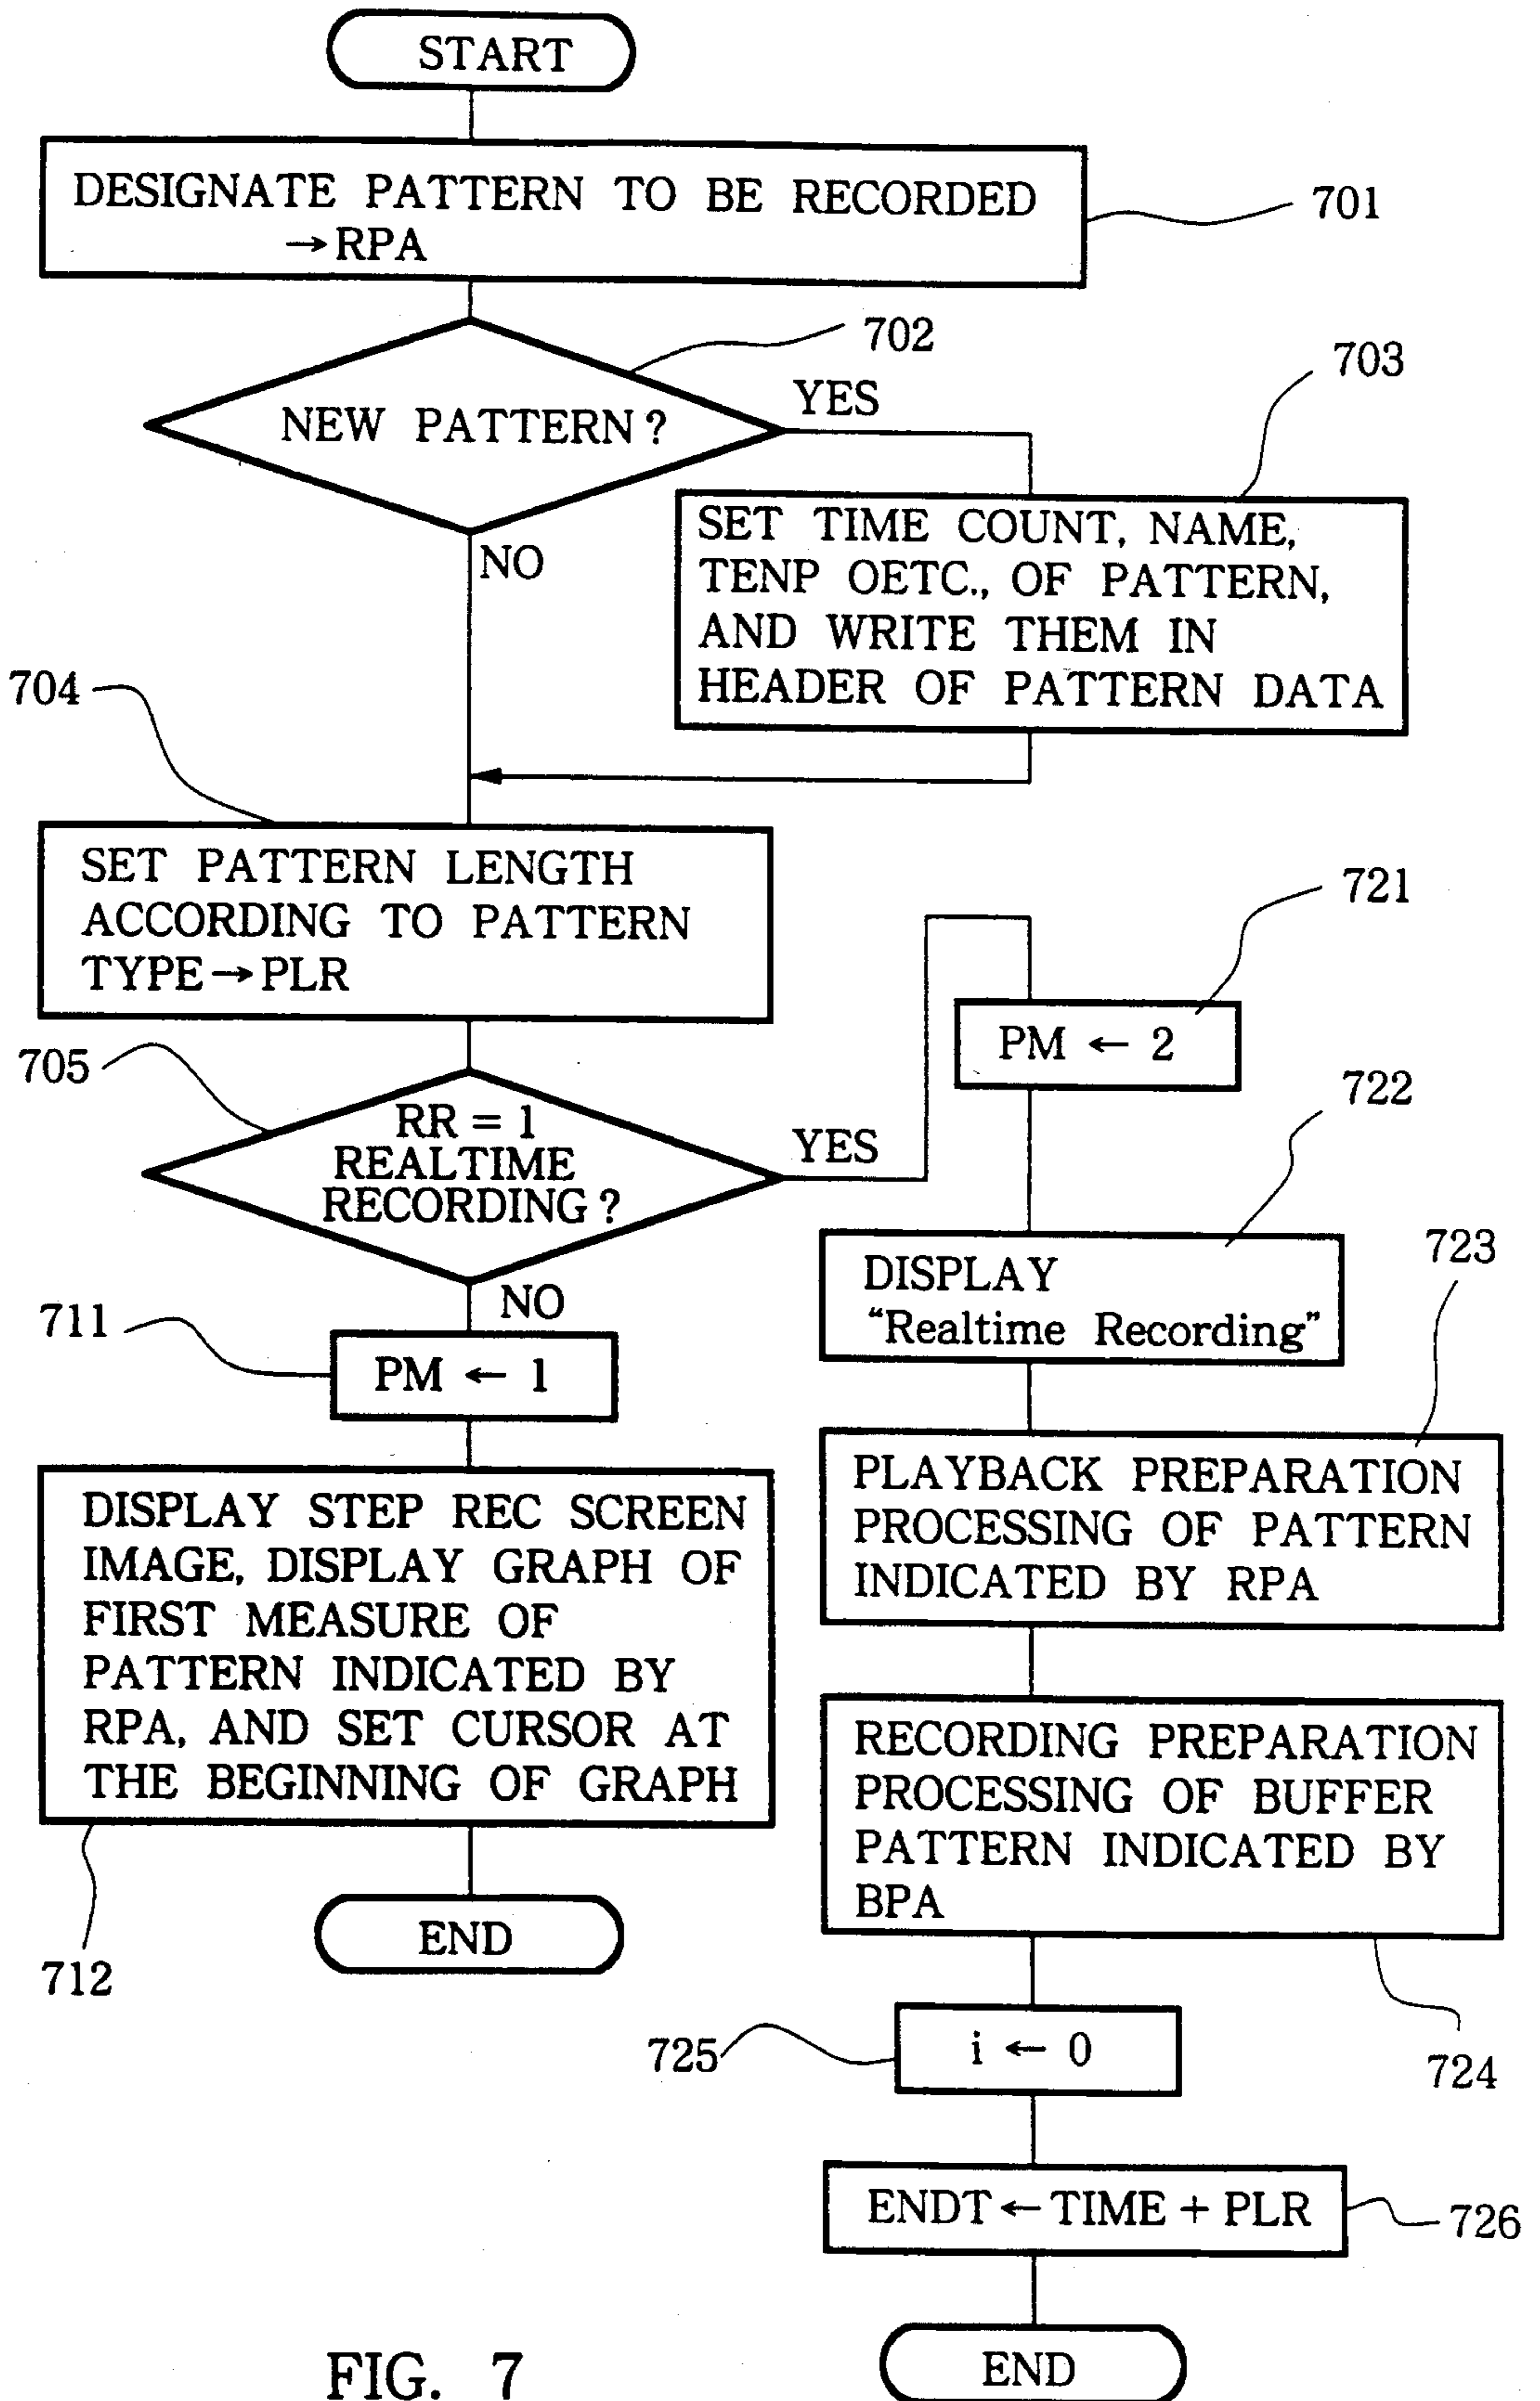 START
DESIGNATE PATTERN TO BE RECORDED
→RPA
701
702
NEW PATTERN?
YES
NO
703
SET TIME COUNT, NAME,
TENP OETC., OF PATTERN,
AND WRITE THEM IN
HEADER OF PATTERN DATA
704
SET PATTERN LENGTH
ACCORDING TO PATTERN
TYPE→PLR
705
RR = 1
REALTIME
RECORDING?
YES
NO
711
PM ← 1
DISPLAY STEP REC SCREEN
IMAGE, DISPLAY GRAPH OF
FIRST MEASURE OF
PATTERN INDICATED BY
RPA, AND SET CURSOR AT
THE BEGINNING OF GRAPH
712
END
721
PM ← 2
722
DISPLAY
“Realtime Recording”
723
PLAYBACK PREPARATION
PROCESSING OF PATTERN
INDICATED BY RPA
RECORDING PREPARATION
PROCESSING OF BUFFER
PATTERN INDICATED BY
BPA
724
725
i ← 0
ENDT←TIME + PLR
726
END
FIG. 7